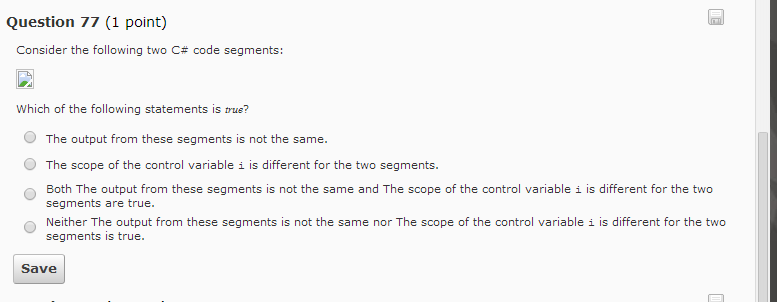 Question 77 (1 point)
Consider the following two C# code segments:
Which of the following statements is true?
The output from these segments is not the same.
The scope of the control variable i is different for the two segments.
Both The output from these segments is not the same and The scope of the control variable i is different for the two
segments are true.
Neither The output from these segments is not the same nor The scope of the control variable i is different for the two
segments is true.
Save